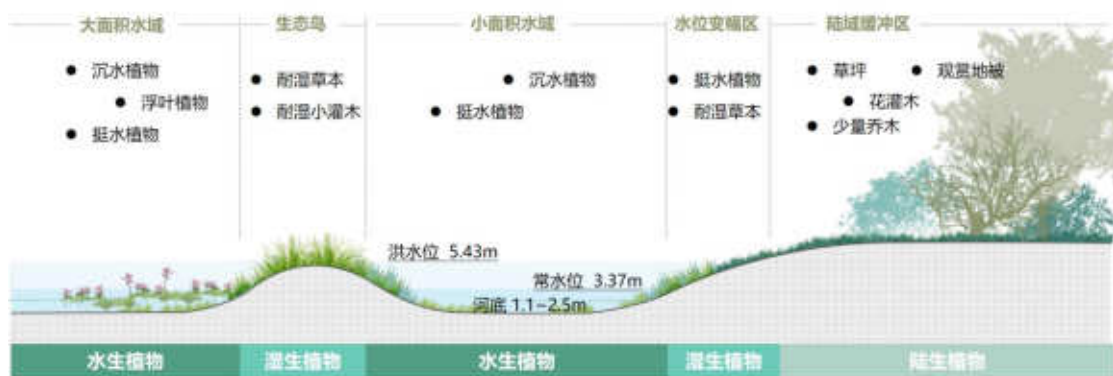 大面积水域
生态岛
小面积水域
水位变幅区
陆域缓冲区
沉水植物
浮叶植物
挺水植物
耐湿草本
耐湿小灌木
沉水植物
挺水植物
挺水植物
耐湿草本
草坪
观赏地被
花灌木
少量乔木
洪水位 5.43m
常水位 3.37m
河底 1.1-2.5m
水生植物
湿生植物
水生植物
湿生植物
陆生植物